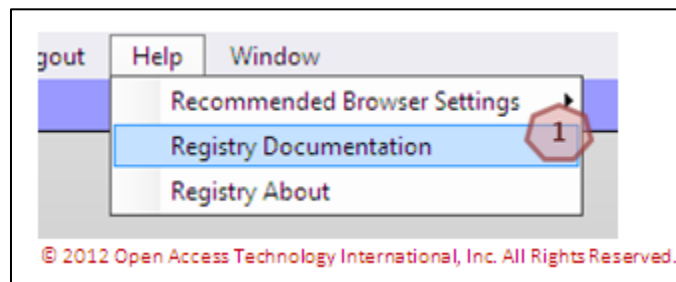 gout Help Window
Recommended Browser Settings
Registry Documentation 1
Registry About
© 2012 Open Access Technology International, Inc. All Rights Reserved.